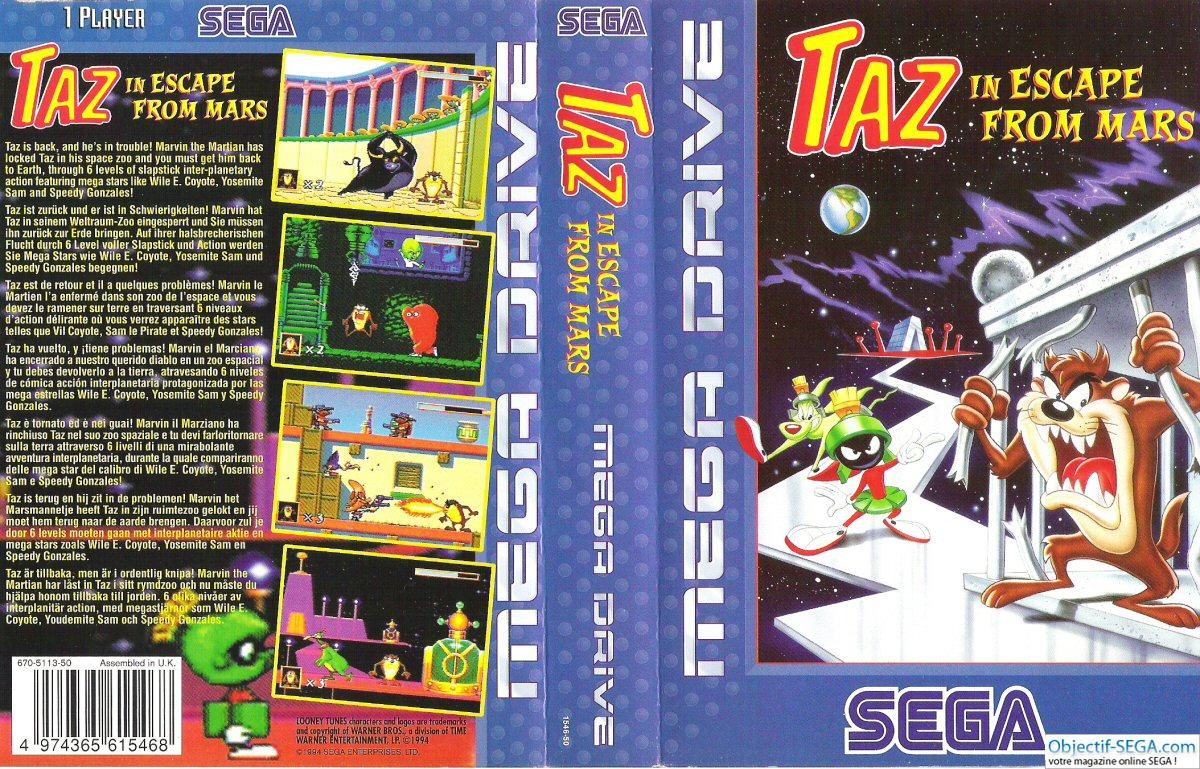 1 PLAYER
SEGA
TAZ
IN ESCAPE
FROM MARS
Taz is back, and he's in trouble! Marvin the Martian has
locked Taz in his space zoo and you must get him back
to Earth, through 6 levels of slapstick inter-planetary
action featuring mega stars like Wile E. Coyote, Yosemite
Sam and Speedy Gonzales.
Taz ist zurück und er ist in Schwierigkeiten! Marvin hat
Taz in seinem Weltraum-Zoo eingesperrt und Sie müssen
ihn zurück zur Erde bringen. Auf ihrer halsbrecherischen
Flucht durch 6 Level voller Slapstick und Action werden
Sie Mega Stars wie Wile E. Coyote, Yosemite Sam und
Speedy Gonzales begegnen!
Taz est de retour et il a quelques problèmes! Marvin le
Martien l'a enfermé dans son zoo de l'espace et vous
devez le ramener sur terre en traversant 6 niveaux
d'action délirante où vous verrez apparaître des stars
telles que Vil Coyote, Sam le Pirate et Speedy Gonzales!
Taz ha vuelto, y ¡tiene problemas! Marvin el Marciano
ha encerrado a nuestro querido diablo en un zoo espacial
y tu debes devolverlo a la tierra, atravesando 6 niveles
de cómica acción interplanetaria protagonizada por las
mega estrellas Wile E. Coyote, Yosemite Sam y Speedy
Gonzales.
Taz è tornato ed è nei guai! Marvin il Marziano ha
rinchiuso Taz nel suo zoo spaziale e tu devi farlo ritornare
sulla terra attraverso 6 livelli di una mirabolante
avventura interplanetaria, durante la quale compariranno
delle mega star del calibro di Wile E. Coyote, Yosemite
Sam e Speedy Gonzales!
Taz is terug en hij zit in de problemen! Marvin het
Marsmannetje heeft Taz in zijn ruimtezoo gelokt en jij
moet hem terug naar de aarde brengen. Daarvoor zul je
door 6 levels moeten gaan met interplanetaire aktie en
mega stars zoals Wile E. Coyote, Yosemite Sam en
Speedy Gonzales.
Taz är tillbaka, men är i ordentlig knipa! Marvin the
Martian har låst in Taz i sitt rymdzoo och nu måste du
hjälpa honom tillbaka till jorden. 6 olika nivåer av
interplanitär action, med megastjärnor som Wile E.
Coyote, Youdemite Sam och Speedy Gonzales.
x 2
x 2
x 3
x 3
670-5113-50
Assembled in U.K.
4 974365 615468
LOONEY TUNES characters and logos are trademarks
and copyright of WARNER BROS., a division of TIME
WARNER ENTERTAINMENT, LP. ©1994
© 1994 SEGA ENTERPRISES, LTD.
MEGA DRIVE
SEGA
TAZ
IN ESCAPE
FROM MARS
MEGA DRIVE
1546-50
MEGA DRIVE
TAZ
IN ESCAPE
FROM MARS
SEGA
Objectif-SEGA.com
votre magazine online SEGA !